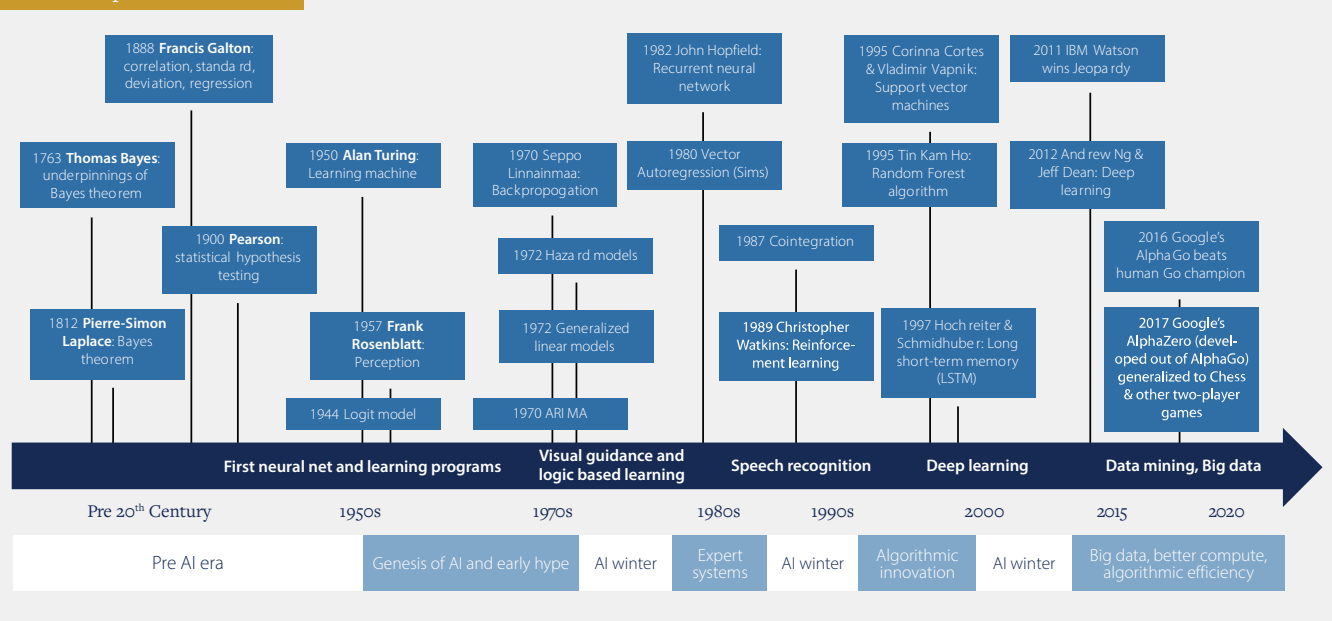 1888 Francis Galton:
correlation, standa rd,
deviation, regression
1763 Thomas Bayes:
underpinnings of
Bayes theorem
1900 Pearson:
statistical hypothesis
testing
1812 Pierre-Simon
Laplace: Bayes
theorem
1950 Alan Turing:
Learning machine
1957 Frank
Rosenblatt:
Perception
1944 Logit model
1970 Seppo
Linnainmaa:
Backpropogation
1972 Haza rd models
1972 Generalized
linear models
1970 ARI MA
1982 John Hopfield:
Recurrent neural
network
1980 Vector
Autoregression (Sims)
1987 Cointegration
1989 Christopher
Watkins: Reinforce-
ment learning
1995 Corinna Cortes
& Vladimir Vapnik:
Support vector
machines
1995 Tin Kam Ho:
Random Forest
algorithm
1997 Hoch reiter &
Schmidhube r: Long
short-term memory
(LSTM)
2011 IBM Watson
wins Jeopa rdy
2012 And rew Ng &
Jeff Dean: Deep
learning
2016 Google's
Alpha Go beats
human Go champion
2017 Google's
AlphaZero (devel-
oped out of AlphaGo)
generalized to Chess
& other two-player
games
First neural net and learning programs
Visual guidance and
logic based learning
Speech recognition
Deep learning
Data mining, Big data
Pre 20th Century
1950s
1970s
1980s
1990s
2000
2015
2020
Pre AI era
Genesis of AI and early hype
AI winter
Expert
systems
AI winter
Algorithmic
innovation
AI winter
Big data, better compute,
algorithmic efficiency